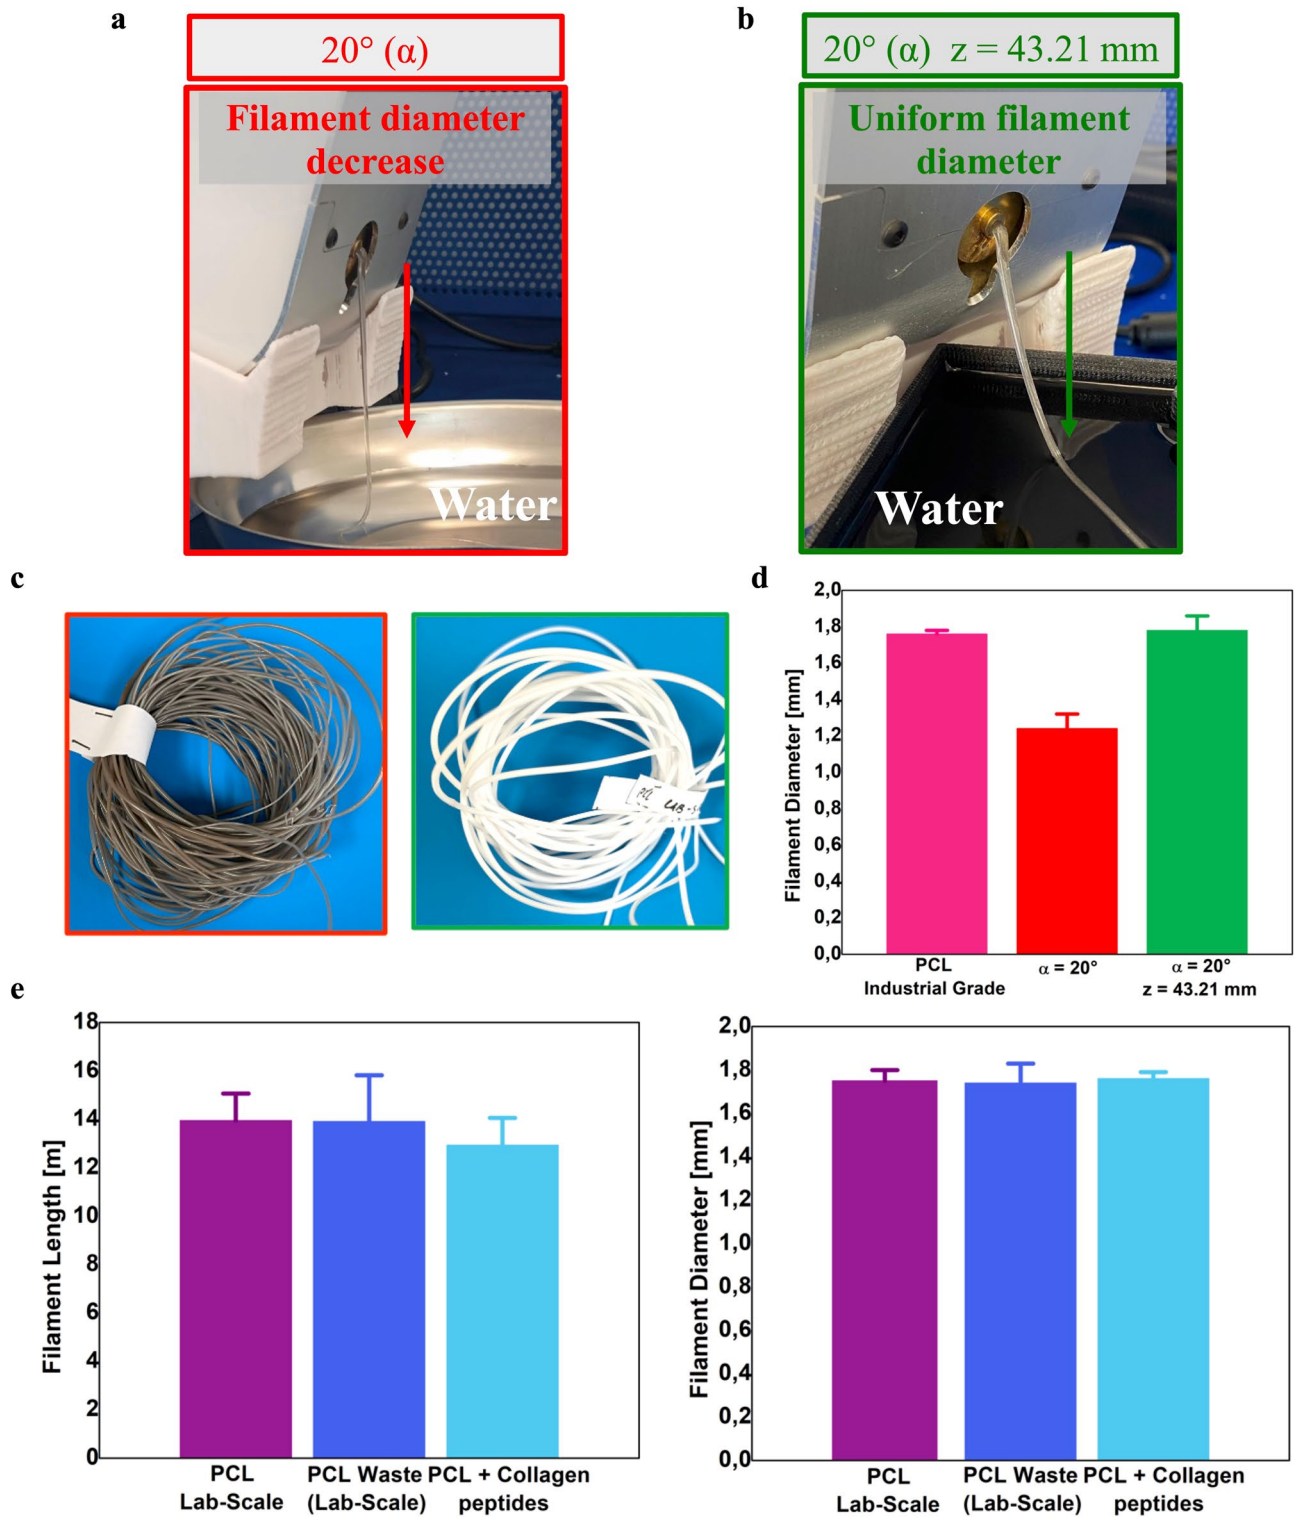 a
20° (α)
Filament diameter
decrease
Water
b
20° (α) z = 43.21 mm
Uniform filament
diameter
Water
c
PCL
LAB-S
d
Filament Diameter [mm]
2,0
1,8
1,6
1,4
1,2
1,0
0,8
0,6
0,4
0,2
0,0
PCL
Industrial Grade
α = 20°
α = 20°
z = 43.21 mm
e
Filament Length [m]
18
16
14
12
10
8
6
4
2
0
PCL
Lab-Scale
PCL Waste
(Lab-Scale)
PCL + Collagen
peptides
Filament Diameter [mm]
2,0
1,8
1,6
1,4
1,2
1,0
0,8
0,6
0,4
0,2
0,0
PCL
Lab-Scale
PCL Waste
(Lab-Scale)
PCL + Collagen
peptides